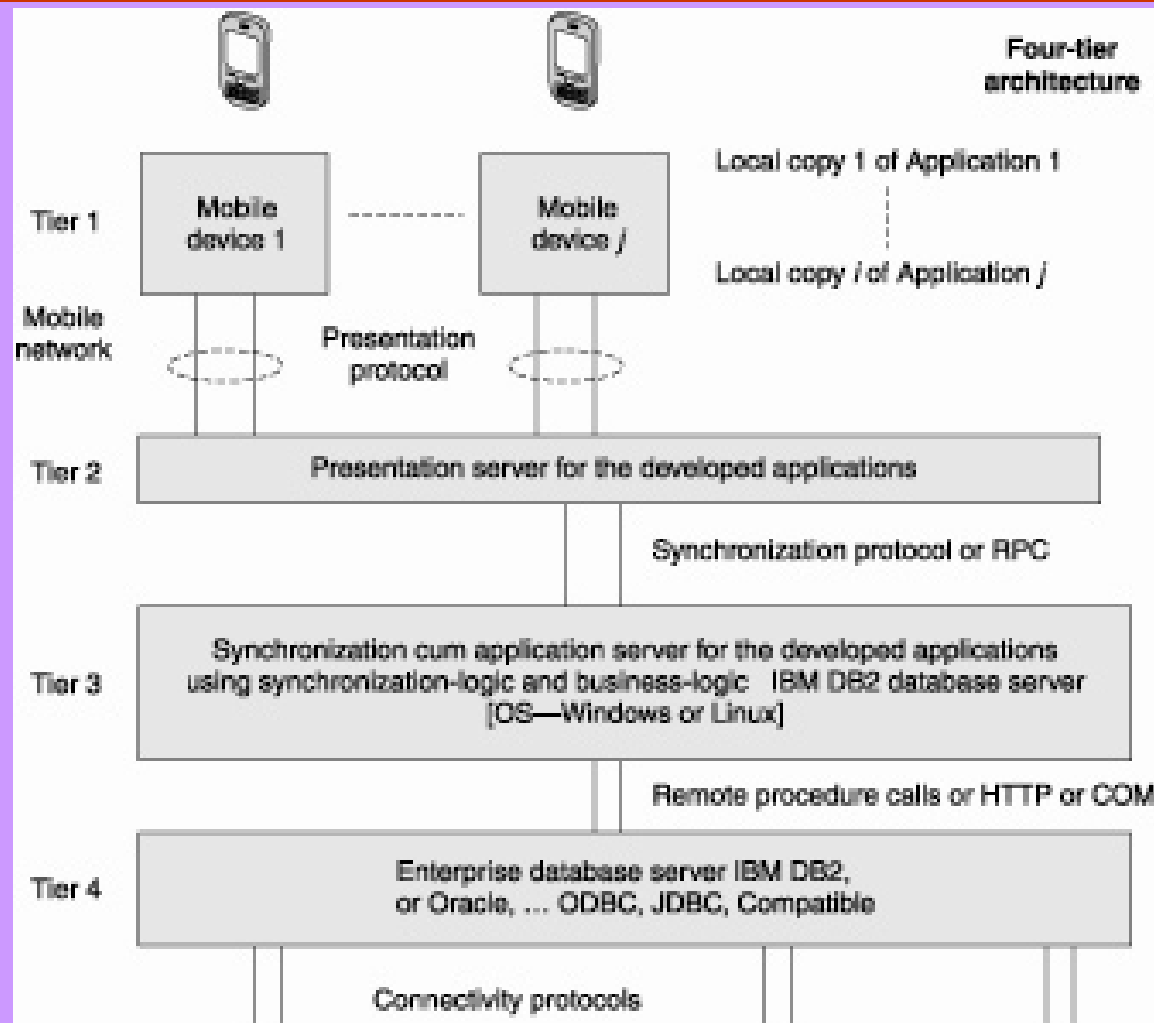 Four-tier
architecture
Local copy 1 of Application 1
Tier 1
Mobile
device 1
Mobile
device j
Local copy i of Application j
Mobile
network
Presentation
protocol
Tier 2
Presentation server for the developed applications
Synchronization protocol or RPC
Tier 3
Synchronization cum application server for the developed applications
using synchronization-logic and business-logic IBM DB2 database server
[OS—Windows or Linux]
Remote procedure calls or HTTP or COM
Tier 4
Enterprise database server IBM DB2,
or Oracle, ... ODBC, JDBC, Compatible
Connectivity protocols